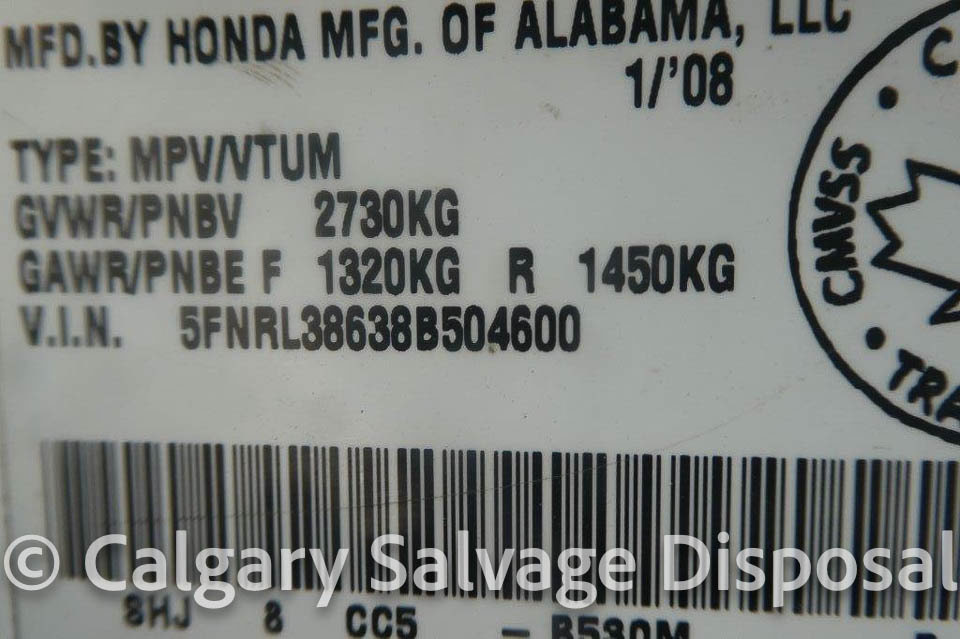 MFD.BY HONDA MFG. OF ALABAMA, LLC
1/'08
TYPE: MPV/VTUM
GVWR/PNBV 2730KG
GAWR/PNBE F 1320KG R 1450KG
V.I.N. 5FNRL38638B504600
CMVSS
© Calgary Salvage Disposal
8HJ 8 CC5 - B530M